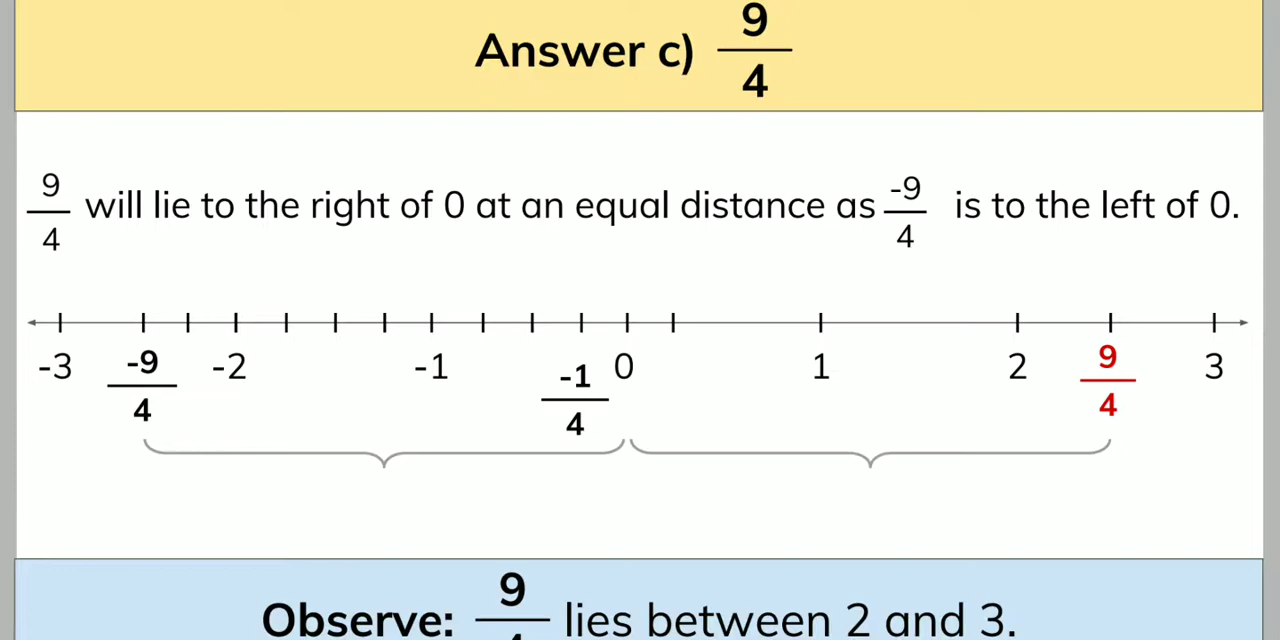 Answer c) 9/4
9/4 will lie to the right of 0 at an equal distance as -9/4 is to the left of 0.
-3 -9/4 -2 -1 -1/4 0 1 2 9/4 3
Observe: 9/4 lies between 2 and 3.